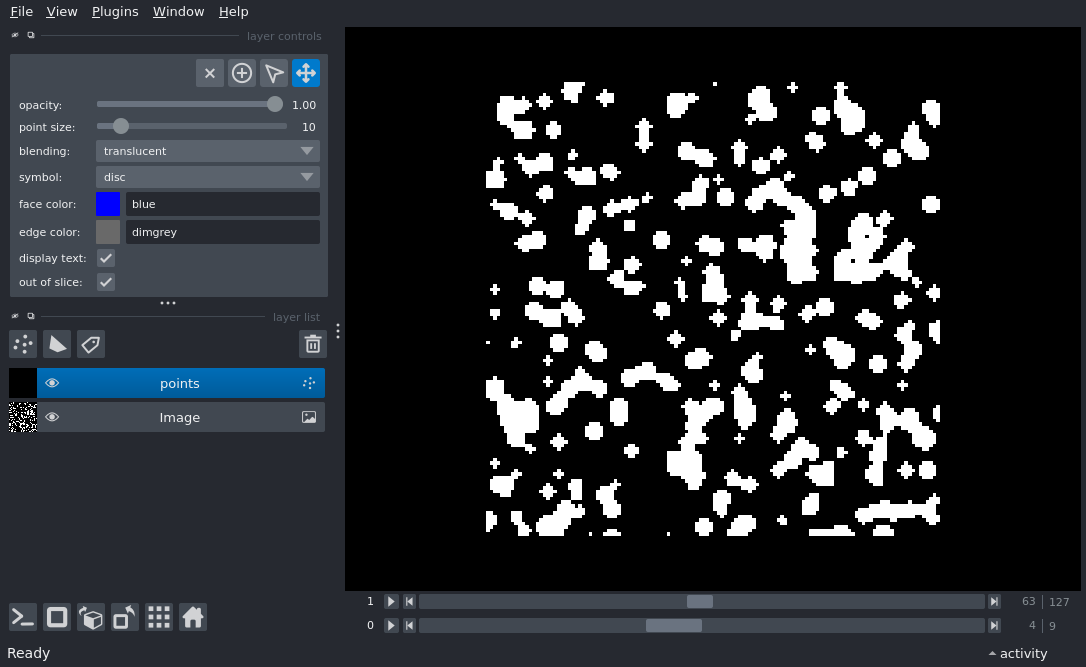 File View Plugins Window Help
layer controls
opacity: 1.00
point size: 10
blending: translucent
symbol: disc
face color: blue
edge color: dimgrey
display text:
out of slice:
layer list
points
Image
1 63 127
0 4 9
Ready activity